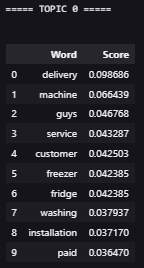 ===== TOPIC 0 =====
Word Score
0 delivery 0.098686
1 machine 0.066439
2 guys 0.046768
3 service 0.043287
4 customer 0.042503
5 freezer 0.042385
6 fridge 0.042385
7 washing 0.037937
8 installation 0.037170
9 paid 0.036470